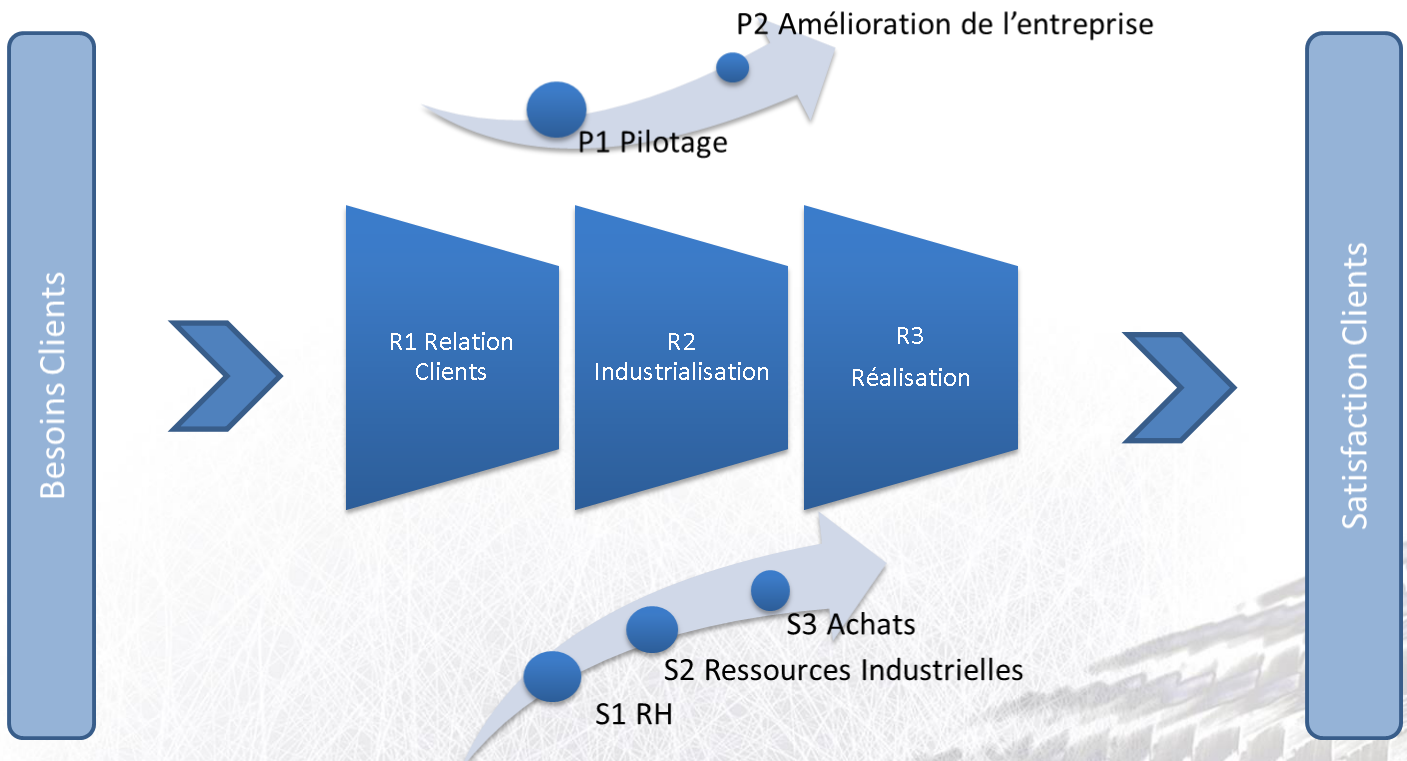 P2 Amélioration de l’entreprise
P1 Pilotage
Besoins Clients
R1 Relation
Clients
R2
Industrialisation
R3
Réalisation
Satisfaction Clients
S3 Achats
S2 Ressources Industrielles
S1 RH